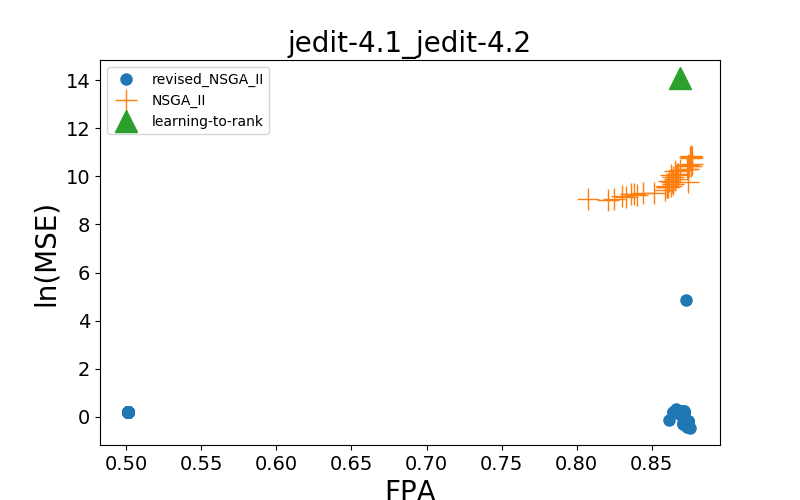 jedit-4.1_jedit-4.2
revised_NSGA_II
NSGA_II
learning-to-rank
ln(MSE)
14
12
10
8
6
4
2
0
0.50 0.55 0.60 0.65 0.70 0.75 0.80 0.85
FPA